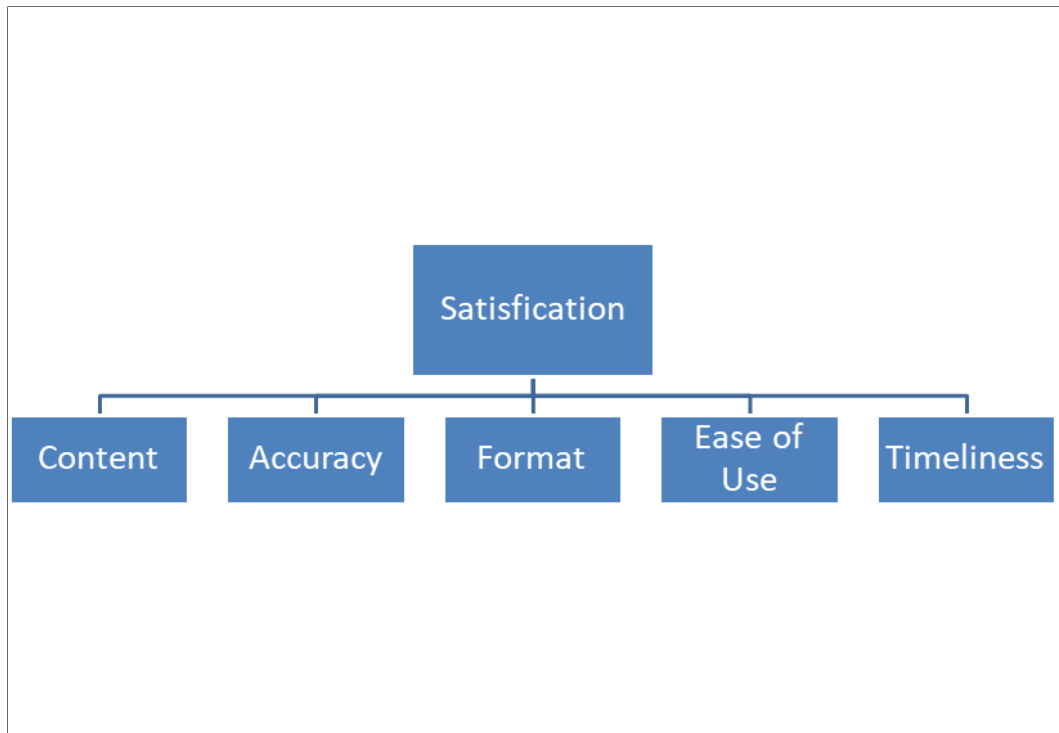 Satisfication
Content
Accuracy
Format
Ease of
Use
Timeliness